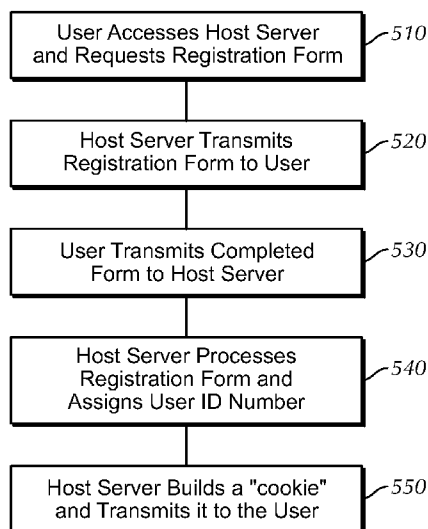 User Accesses Host Server
and Requests Registration Form
510
Host Server Transmits
Registration Form to User
520
User Transmits Completed
Form to Host Server
530
Host Server Processes
Registration Form and
Assigns User ID Number
540
Host Server Builds a "cookie"
and Transmits it to the User
550